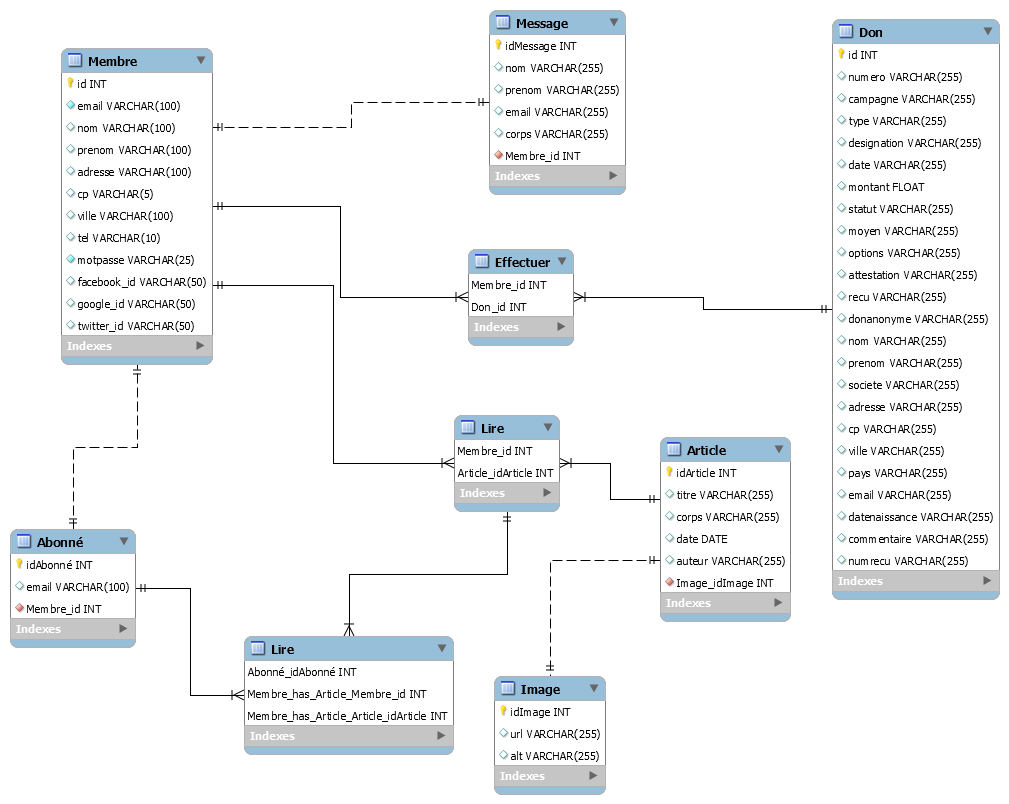 Membre
id INT
email VARCHAR(100)
nom VARCHAR(100)
prenom VARCHAR(100)
adresse VARCHAR(100)
cp VARCHAR(5)
ville VARCHAR(100)
tel VARCHAR(10)
motpasse VARCHAR(25)
facebook_id VARCHAR(50)
google_id VARCHAR(50)
twitter_id VARCHAR(50)
Indexes
Message
idMessage INT
nom VARCHAR(255)
prenom VARCHAR(255)
email VARCHAR(255)
corps VARCHAR(255)
Membre_id INT
Indexes
Don
id INT
numero VARCHAR(255)
campagne VARCHAR(255)
type VARCHAR(255)
designation VARCHAR(255)
date VARCHAR(255)
montant FLOAT
statut VARCHAR(255)
moyen VARCHAR(255)
options VARCHAR(255)
attestation VARCHAR(255)
recu VARCHAR(255)
donanonyme VARCHAR(255)
nom VARCHAR(255)
prenom VARCHAR(255)
societe VARCHAR(255)
adresse VARCHAR(255)
cp VARCHAR(255)
ville VARCHAR(255)
pays VARCHAR(255)
email VARCHAR(255)
datenaissance VARCHAR(255)
commentaire VARCHAR(255)
numrecu VARCHAR(255)
Indexes
Effectuer
Membre_id INT
Don_id INT
Indexes
Lire
Membre_id INT
Article_idArticle INT
Indexes
Article
idArticle INT
titre VARCHAR(255)
corps VARCHAR(255)
date DATE
auteur VARCHAR(255)
Image_idImage INT
Indexes
Abonné
idAbonné INT
email VARCHAR(100)
Membre_id INT
Indexes
Lire
Abonné_idAbonné INT
Membre_has_Article_Membre_id INT
Membre_has_Article_Article_idArticle INT
Indexes
Image
idImage INT
url VARCHAR(255)
alt VARCHAR(255)
Indexes